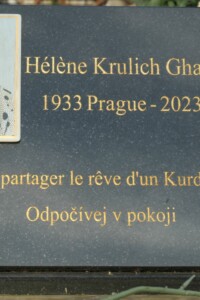 Hélène Krulich Gha
1933 Prague - 2023
partager le rêve d'un Kurd
Odpočívej v pokoji